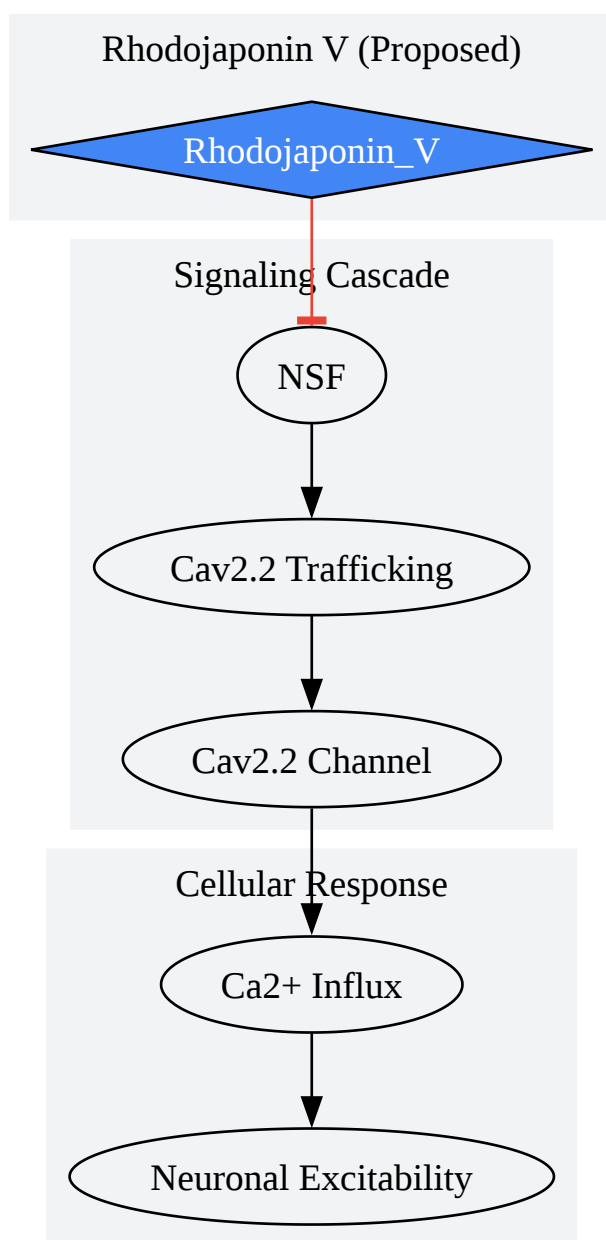 Rhodojaponin V (Proposed)
Rhodojaponin_V
Signaling Cascade
NSF
Cav2.2 Trafficking
Cav2.2 Channel
Cellular Response
Ca2+ Influx
Neuronal Excitability